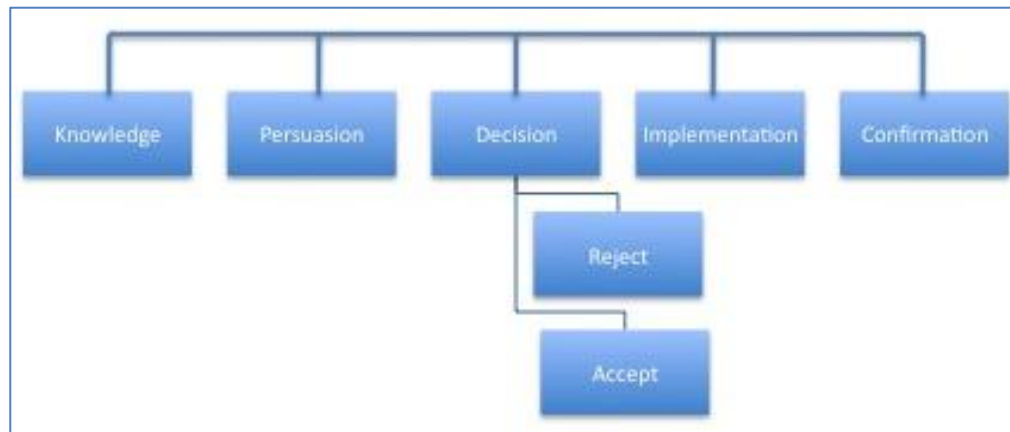 Knowledge
Persuasion
Decision
Implementation
Confirmation
Reject
Accept